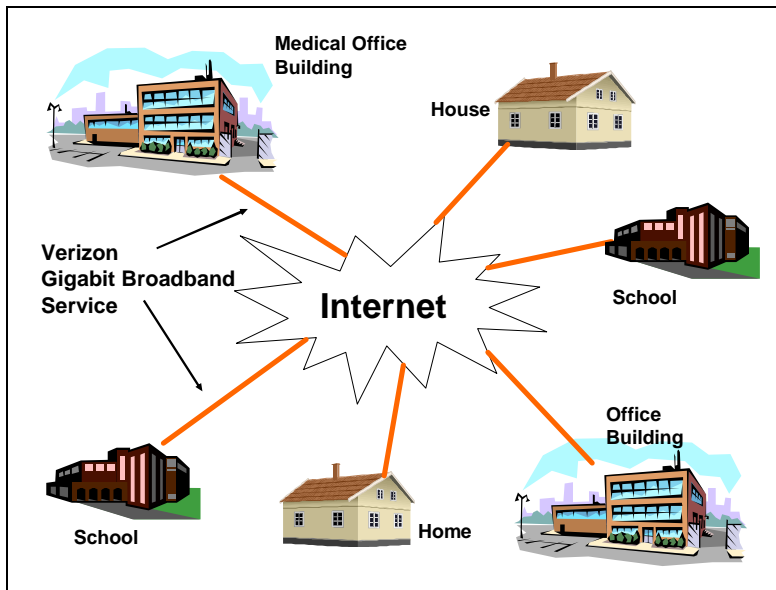 Medical Office
Building
House
Verizon
Gigabit Broadband
Service
Internet
School
Office
Building
School
Home